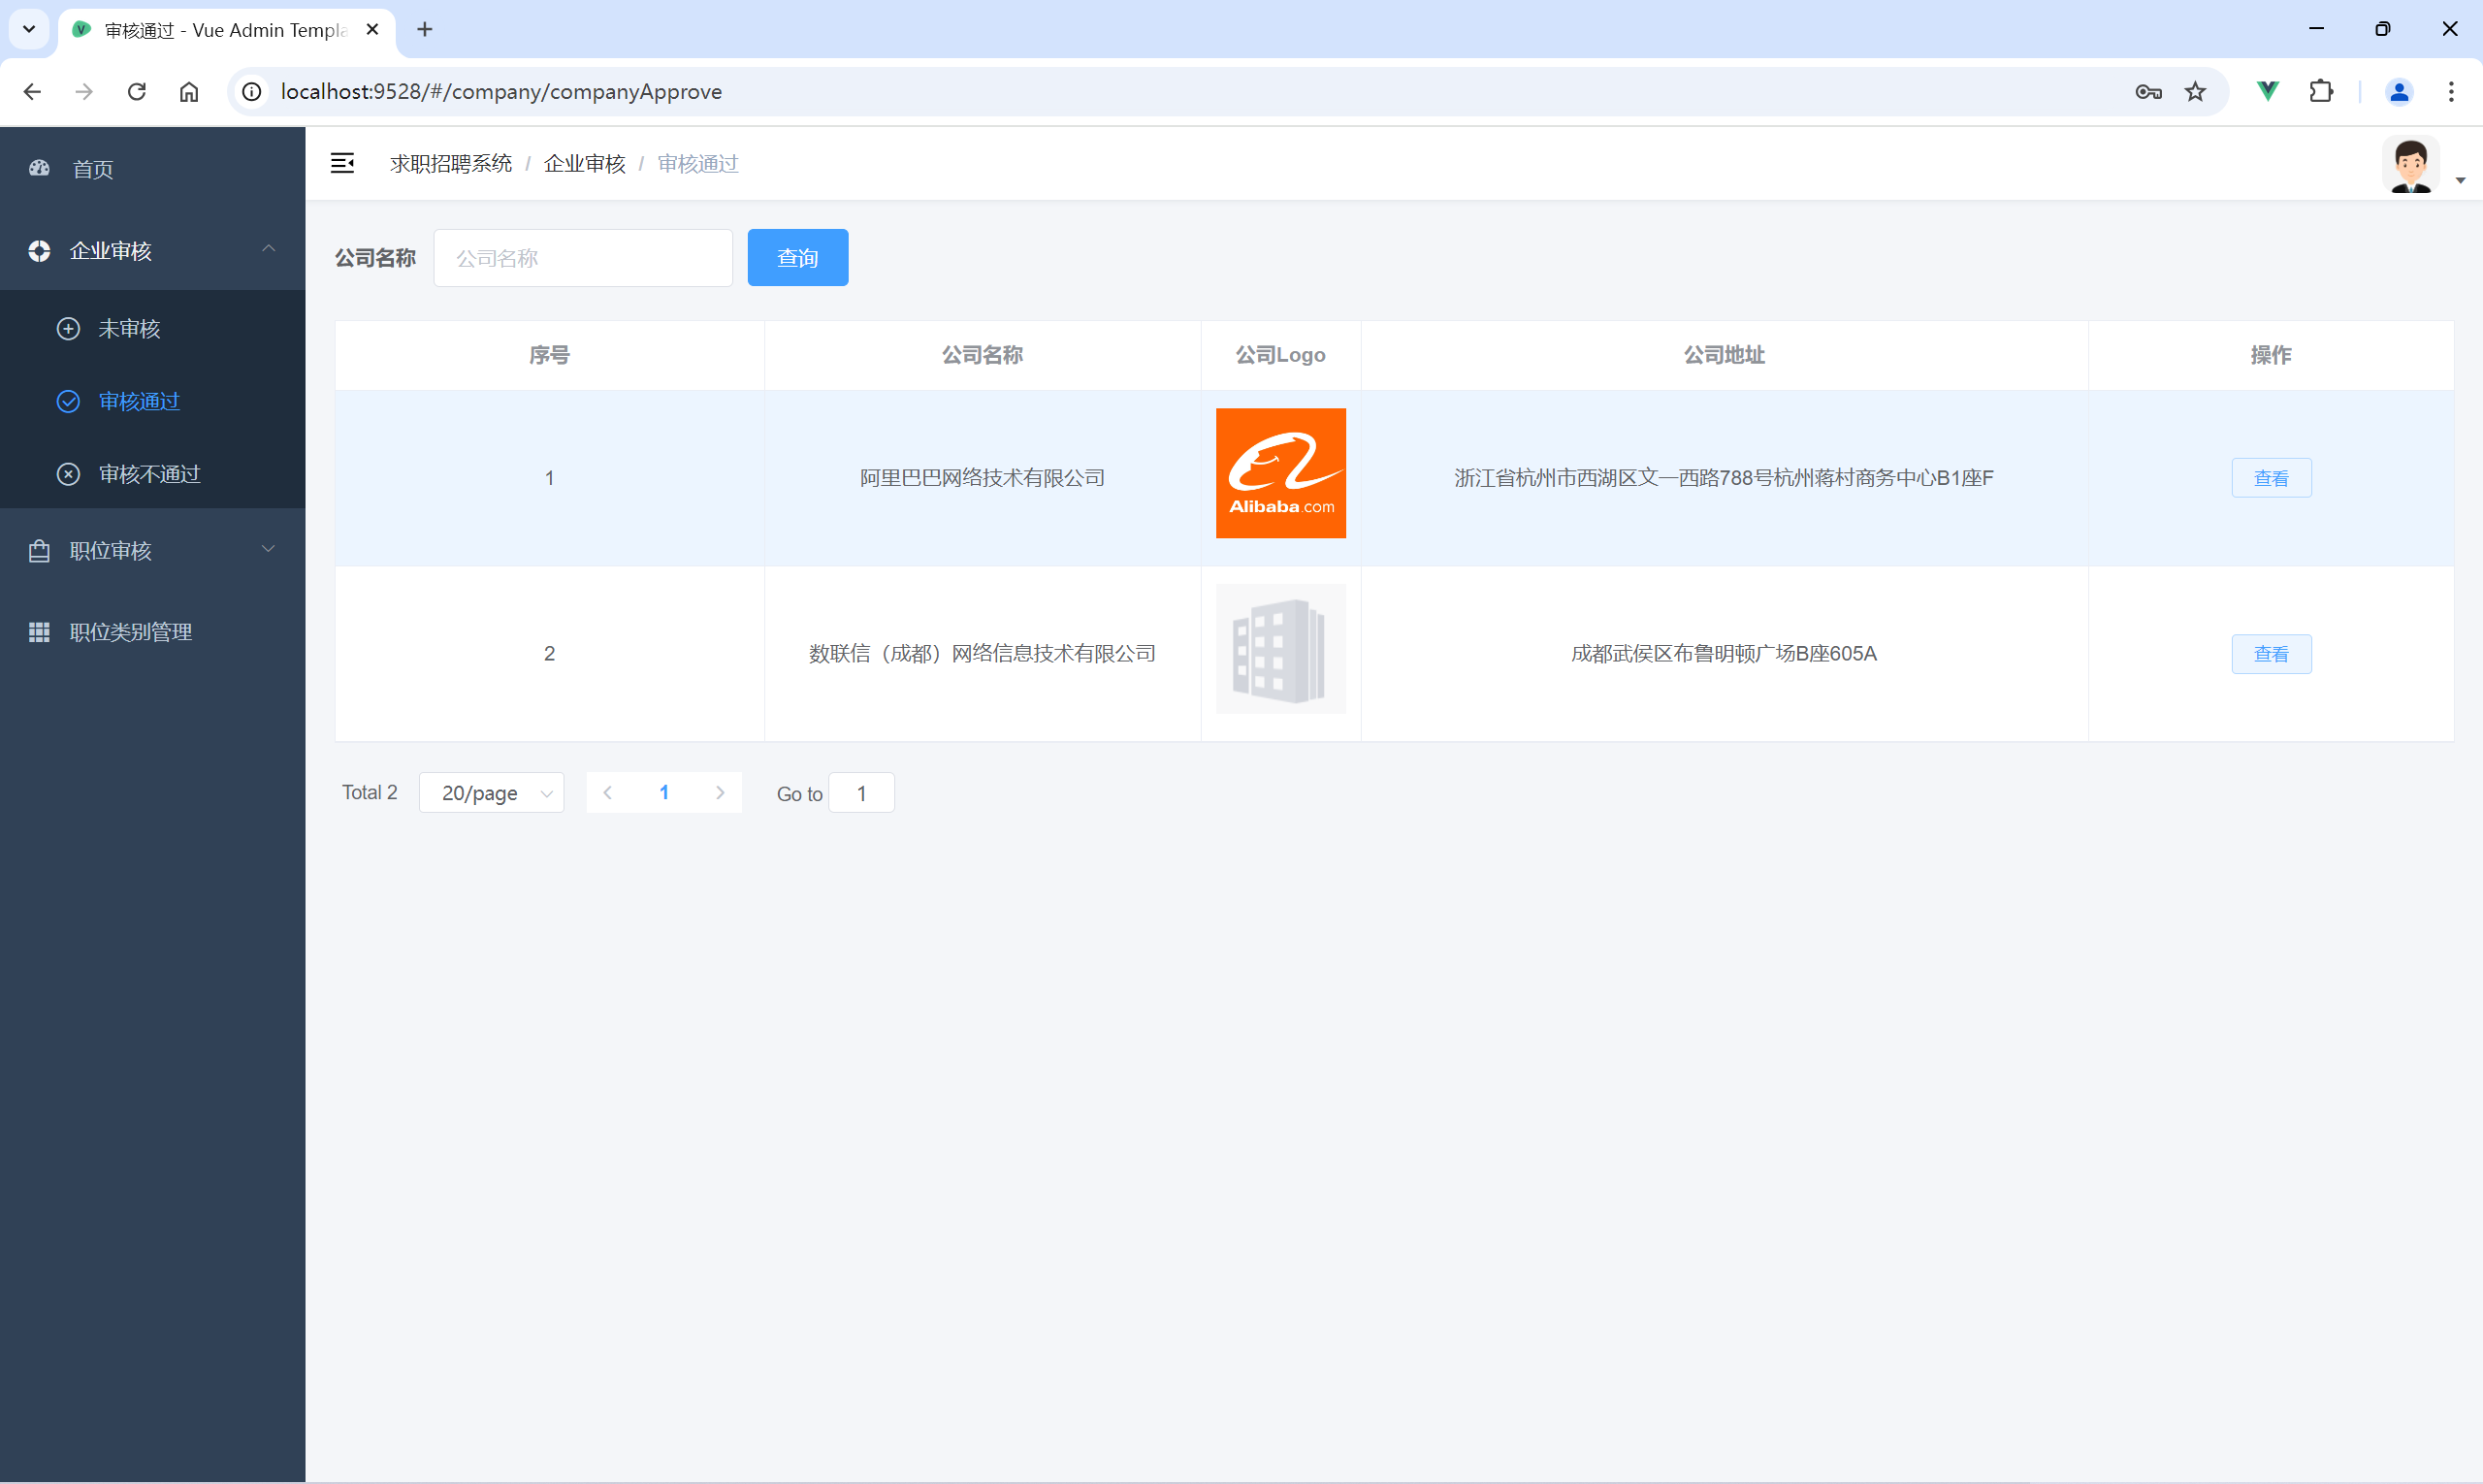 审核通过 - Vue Admin Templa
localhost:9528/#/company/companyApprove
首页
企业审核
未审核
审核通过
审核不通过
职位审核
职位类别管理
求职招聘系统 / 企业审核 / 审核通过
公司名称 公司名称 查询
序号 公司名称 公司Logo 公司地址 操作
1 阿里巴巴网络技术有限公司 Alibaba.com 浙江省杭州市西湖区文一西路788号杭州蒋村商务中心B1座F 查看
2 数联信（成都）网络信息技术有限公司 成都武侯区布鲁明顿广场B座605A 查看
Total 2 20/page 1 Go to 1